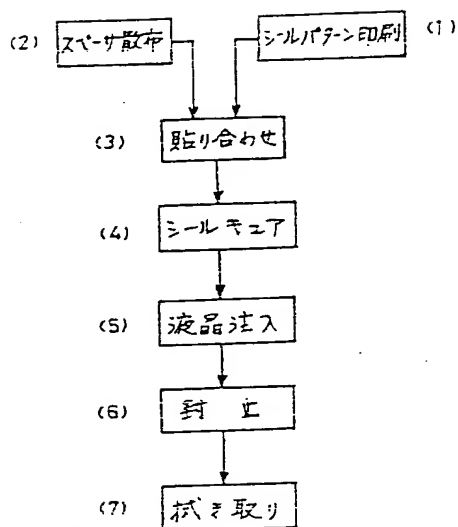 (2) スペーサ散布 シールパターン印刷 (1)
(3) 貼り合わせ
(4) シールキュア
(5) 液晶注入
(6) 封止
(7) 拭き取り